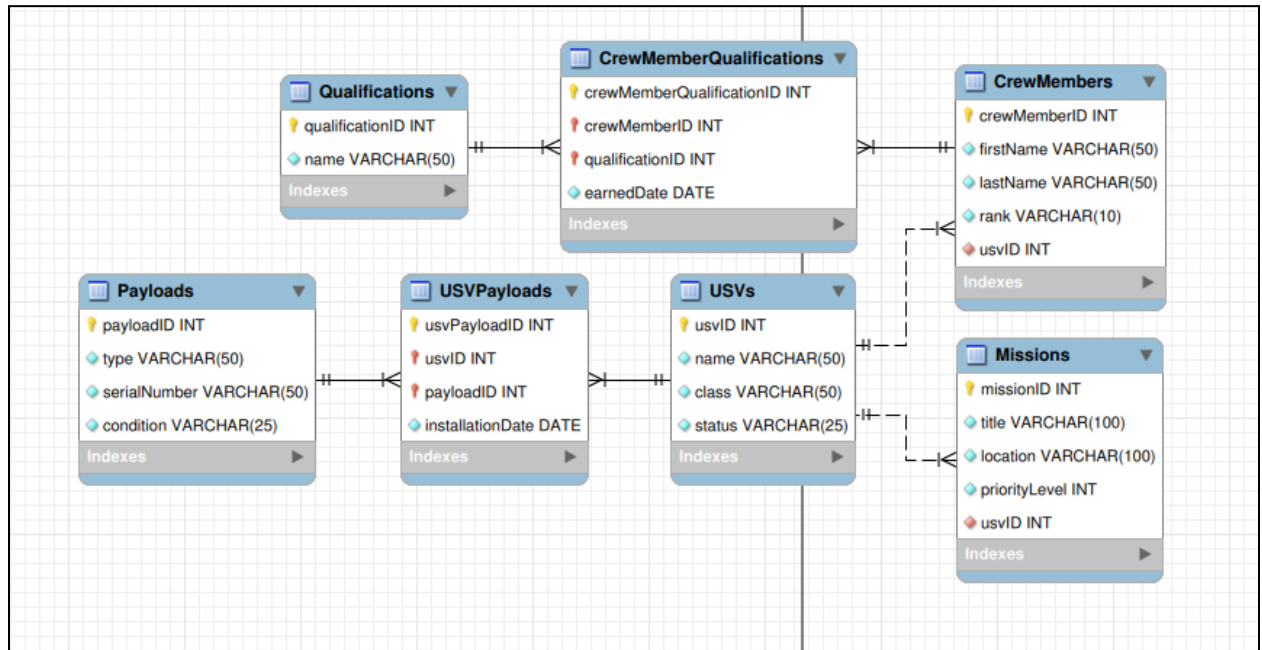 Qualifications
qualificationID INT
name VARCHAR(50)
Indexes
CrewMemberQualifications
crewMemberQualificationID INT
crewMemberID INT
qualificationID INT
earnedDate DATE
Indexes
CrewMembers
crewMemberID INT
firstName VARCHAR(50)
lastName VARCHAR(50)
rank VARCHAR(10)
usvID INT
Indexes
Payloads
payloadID INT
type VARCHAR(50)
serialNumber VARCHAR(50)
condition VARCHAR(25)
Indexes
USVPayloads
usvPayloadID INT
usvID INT
payloadID INT
installationDate DATE
Indexes
USVs
usvID INT
name VARCHAR(50)
class VARCHAR(50)
status VARCHAR(25)
Indexes
Missions
missionID INT
title VARCHAR(100)
location VARCHAR(100)
priorityLevel INT
usvID INT
Indexes